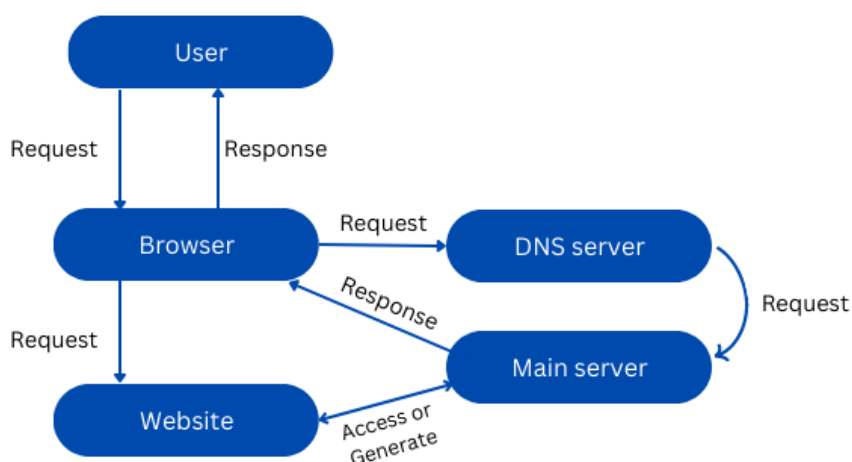 User
Request
Response
Browser
Request
DNS server
Request
Response
Request
Main server
Website
Access or
Generate